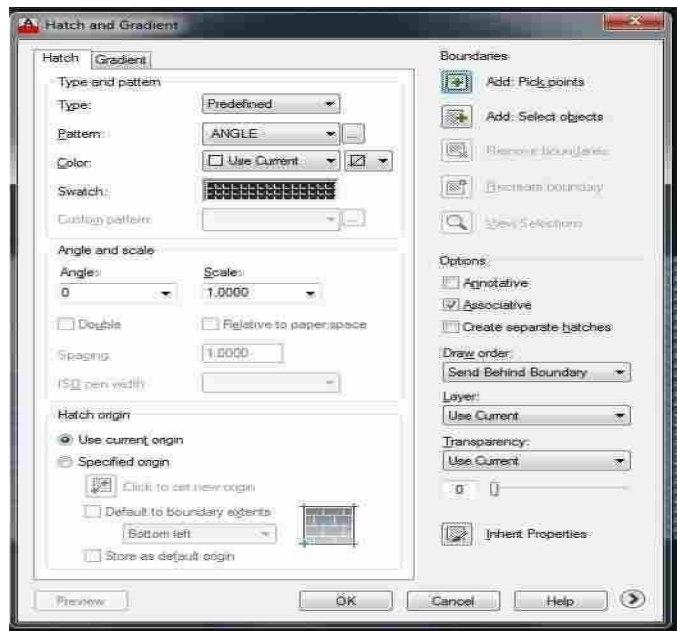 Hatch and Gradient
Hatch
Gradient
Type and pattern
Type:
Predefined
Pattern:
ANGLE
...
Color:
Use Current
Swatch:
Custom pattern:
...
Angle and scale
Angle:
Scale:
0
1.0000
Double
Relative to paper space
Spacing:
1.0000
ISO pen width:
Hatch origin
Use current origin
Specified origin
Click to set new origin
Default to boundary extents
Bottom left
Store as default origin
Boundaries
Add: Pick points
Add: Select objects
Remove boundaries
Recreate boundary
View Selections
Options
Annotative
Associative
Create separate hatches
Draw order:
Send Behind Boundary
Layer:
Use Current
Transparency:
Use Current
0
Inherit Properties
Preview
OK
Cancel
Help